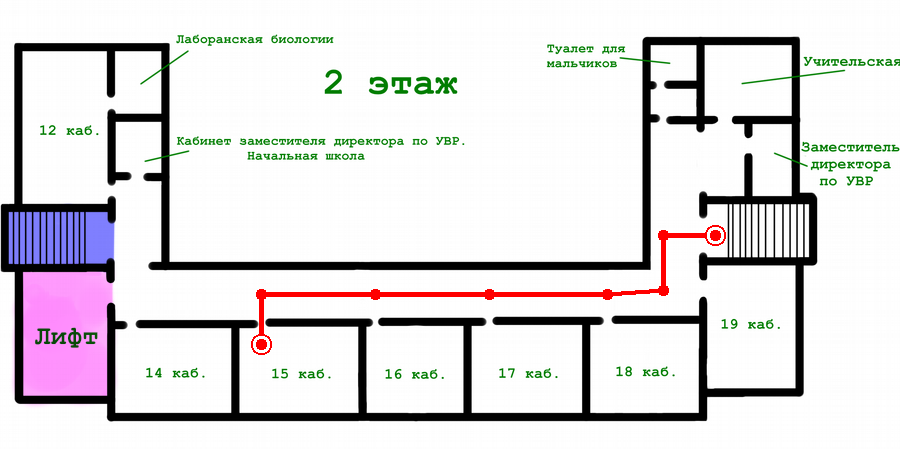 Лаборанская биологии
2 этаж
Туалет для
мальчиков
Учительская
12 каб.
Кабинет заместителя директора по УВР.
Начальная школа
Заместитель
директора
по УВР
Лифт
19 каб.
14 каб.
15 каб.
16 каб.
17 каб.
18 каб.